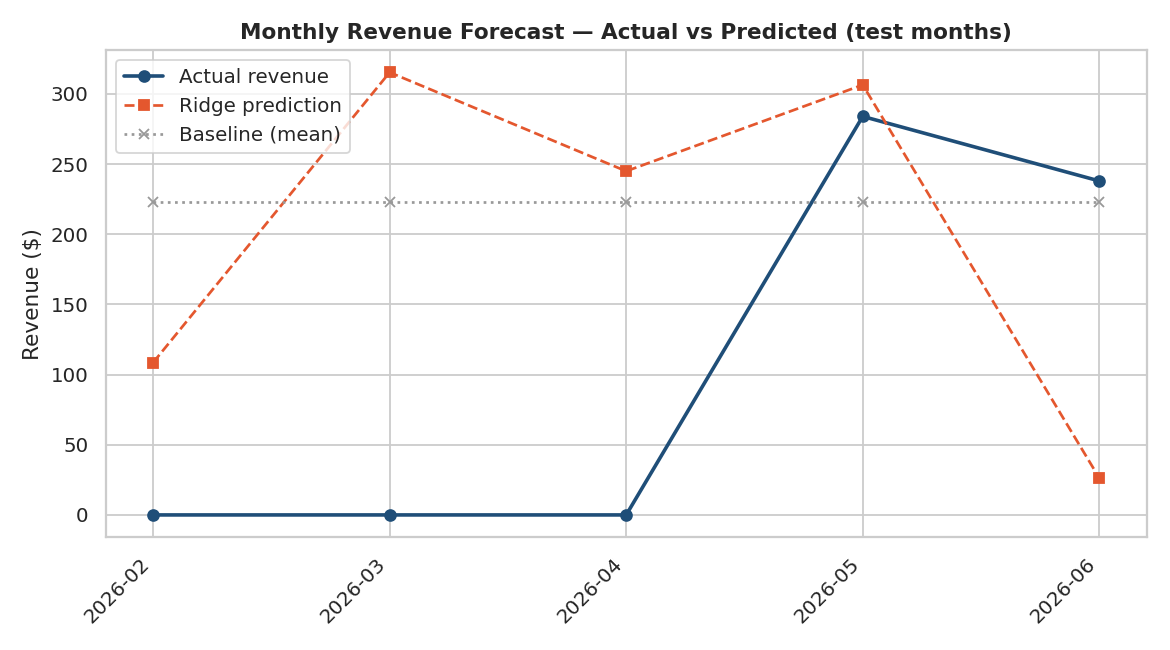 Monthly Revenue Forecast — Actual vs Predicted (test months)
Actual revenue
Ridge prediction
Baseline (mean)
Revenue ($)
300
250
200
150
100
50
0
2026-02
2026-03
2026-04
2026-05
2026-06